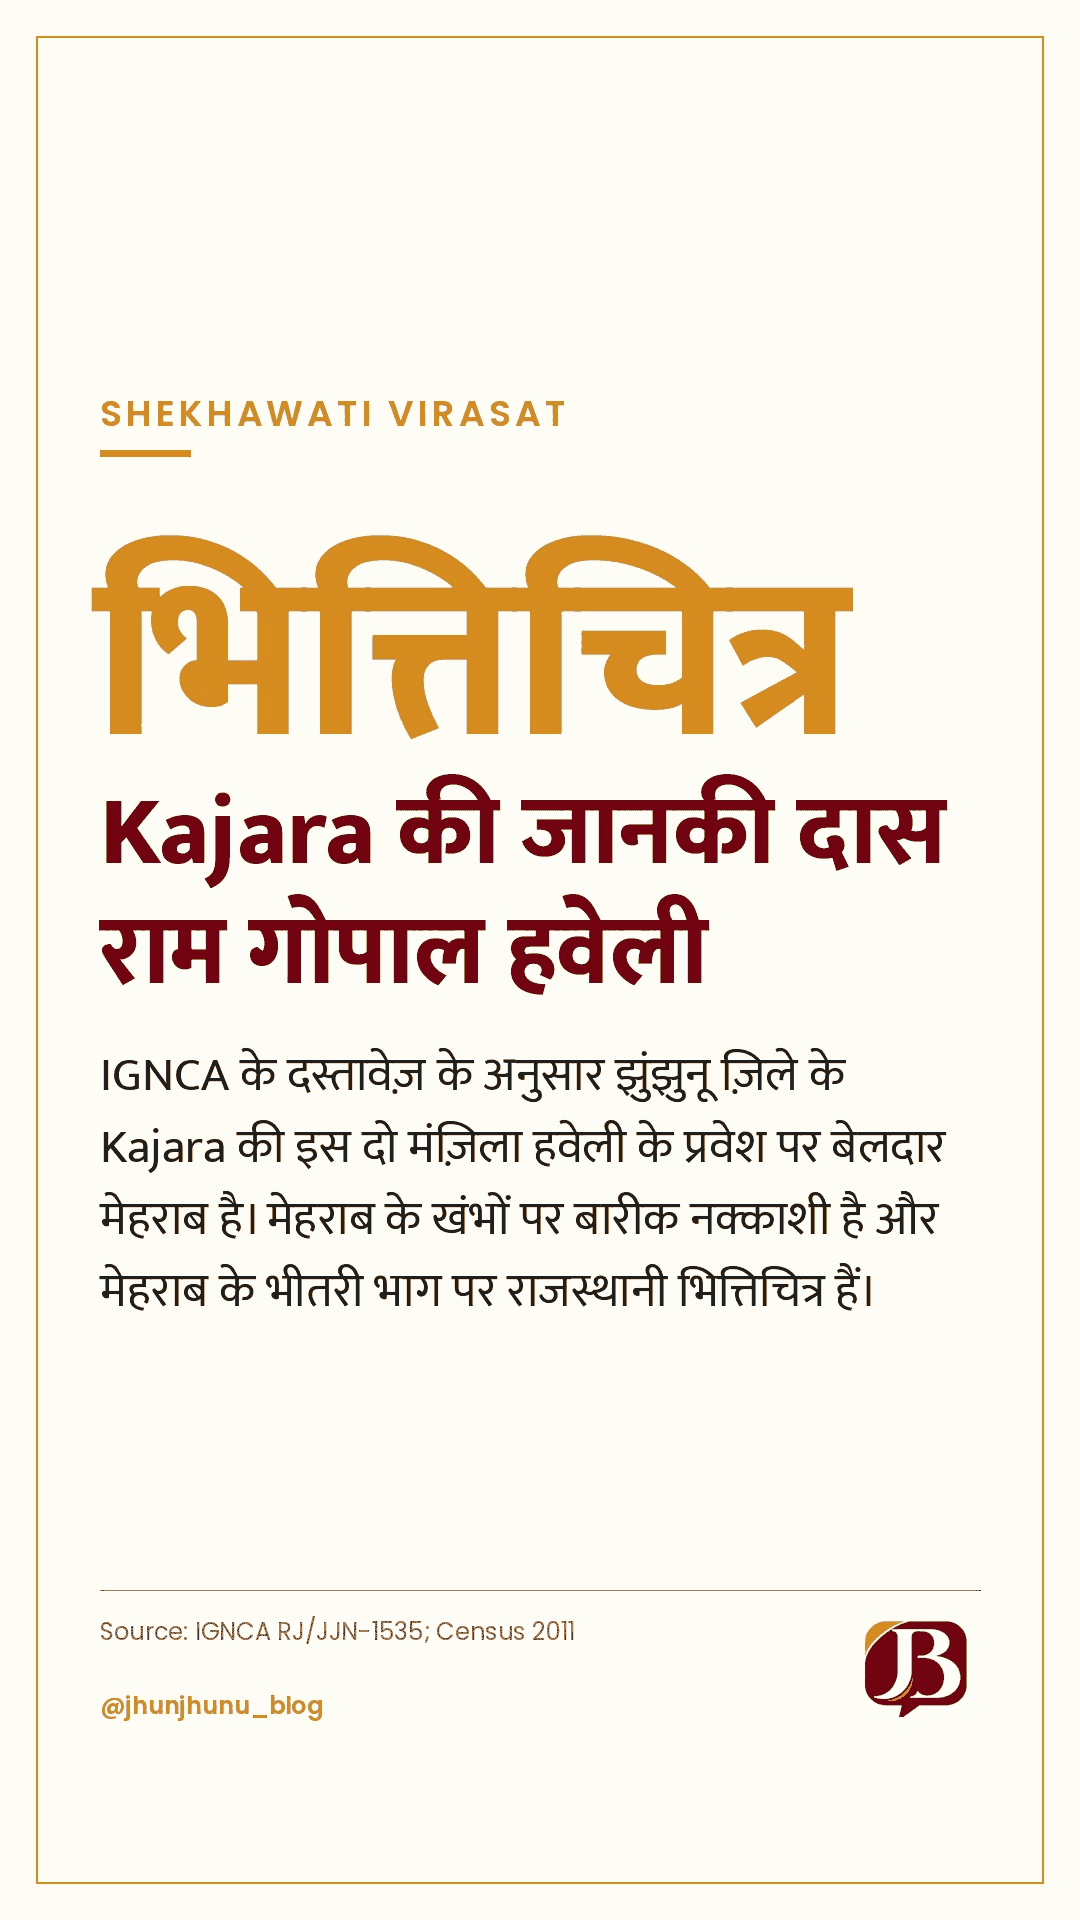 SHEKHAWATI VIRASAT
भित्तिचित्र
Kajara की जानकी दास
राम गोपाल हवेली
IGNCA के दस्तावेज़ के अनुसार झुंझुनू ज़िले के
Kajara की इस दो मंज़िला हवेली के प्रवेश पर बेलदार
मेहराब है। मेहराब के खंभों पर बारीक नक्काशी है और
मेहराब के भीतरी भाग पर राजस्थानी भित्तिचित्र हैं।
Source: IGNCA RJ/JJN-1535; Census 2011
JB
@jhunjhunu_blog